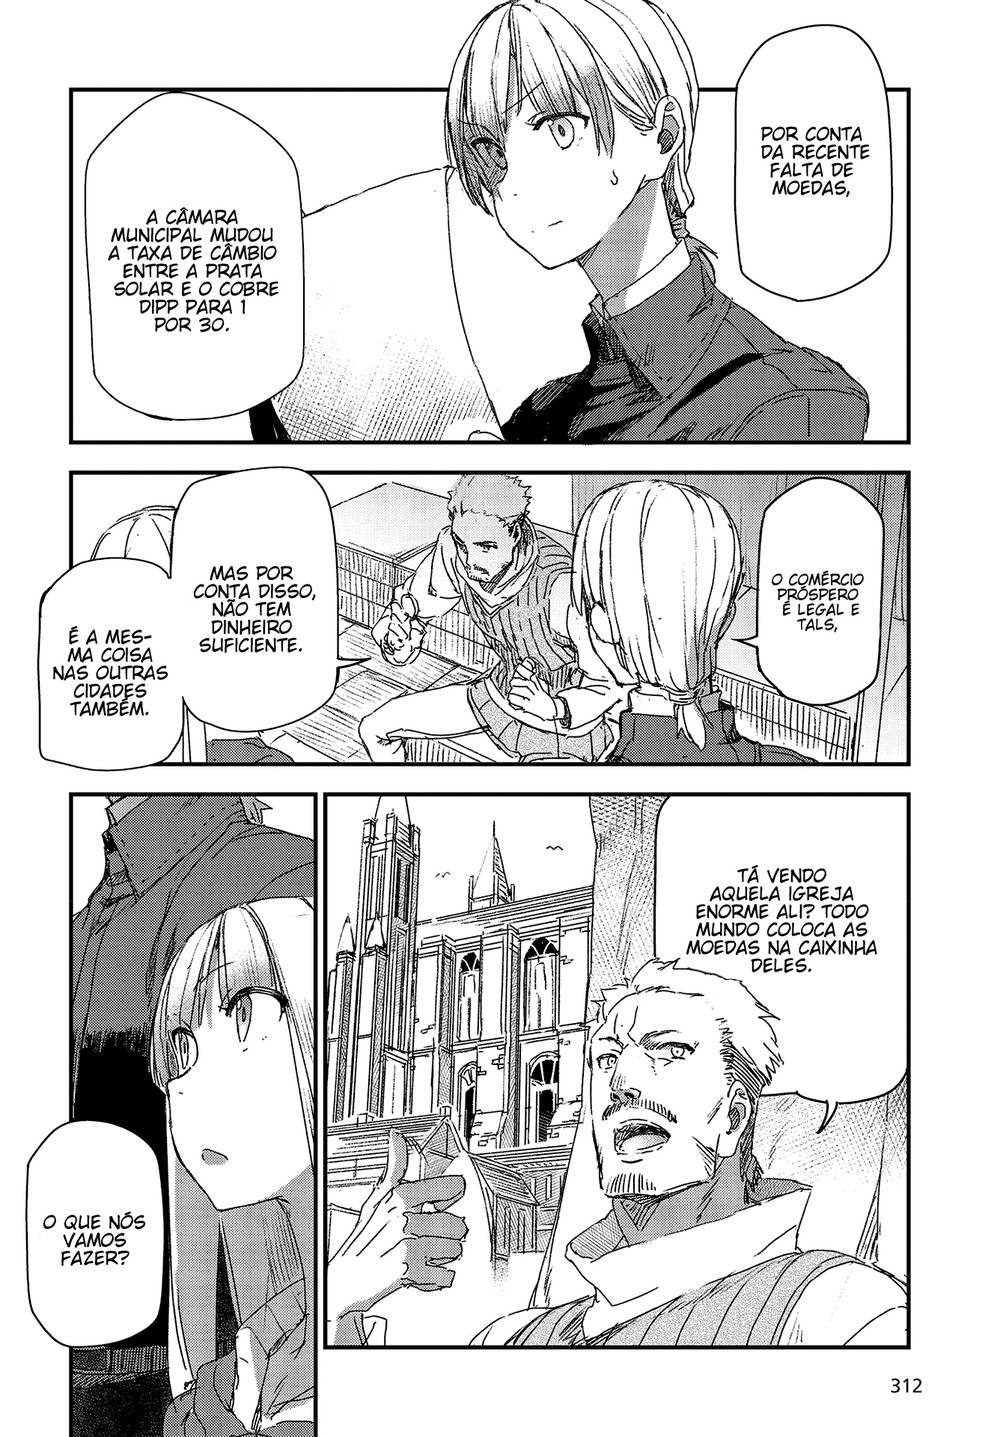 POR CONTA
DA RECENTE
FALTA DE
MOEDAS,
A CÂMARA
MUNICIPAL MUDOU
A TAXA DE CÂMBIO
ENTRE A PRATA
SOLAR E O COBRE
DIPP PARA 1
POR 30.
O COMÉRCIO
PRÓSPERO
É LEGAL E
TALS,
MAS POR
CONTA DISSO,
NÃO TEM
DINHEIRO
SUFICIENTE.
É A MES-
MA COISA
NAS OUTRAS
CIDADES
TAMBÉM.
TÁ VENDO
AQUELA IGREJA
ENORME ALI? TODO
MUNDO COLOCA AS
MOEDAS NA CAIXINHA
DELES.
O QUE NÓS
VAMOS
FAZER?
312